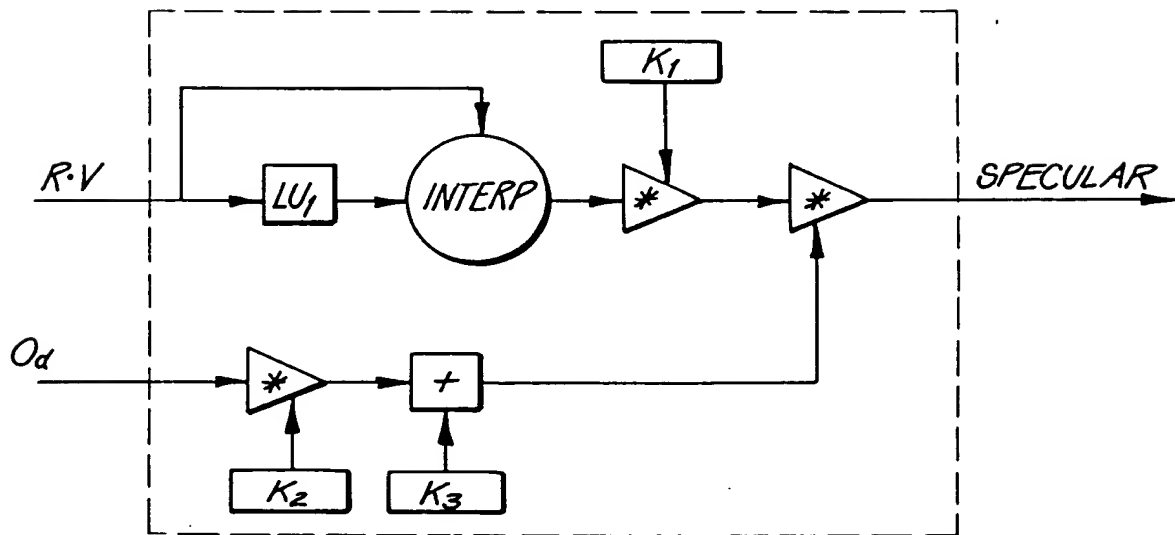 K1
R·V
LU1
INTERP
*
*
SPECULAR
Od
*
+
K2
K3